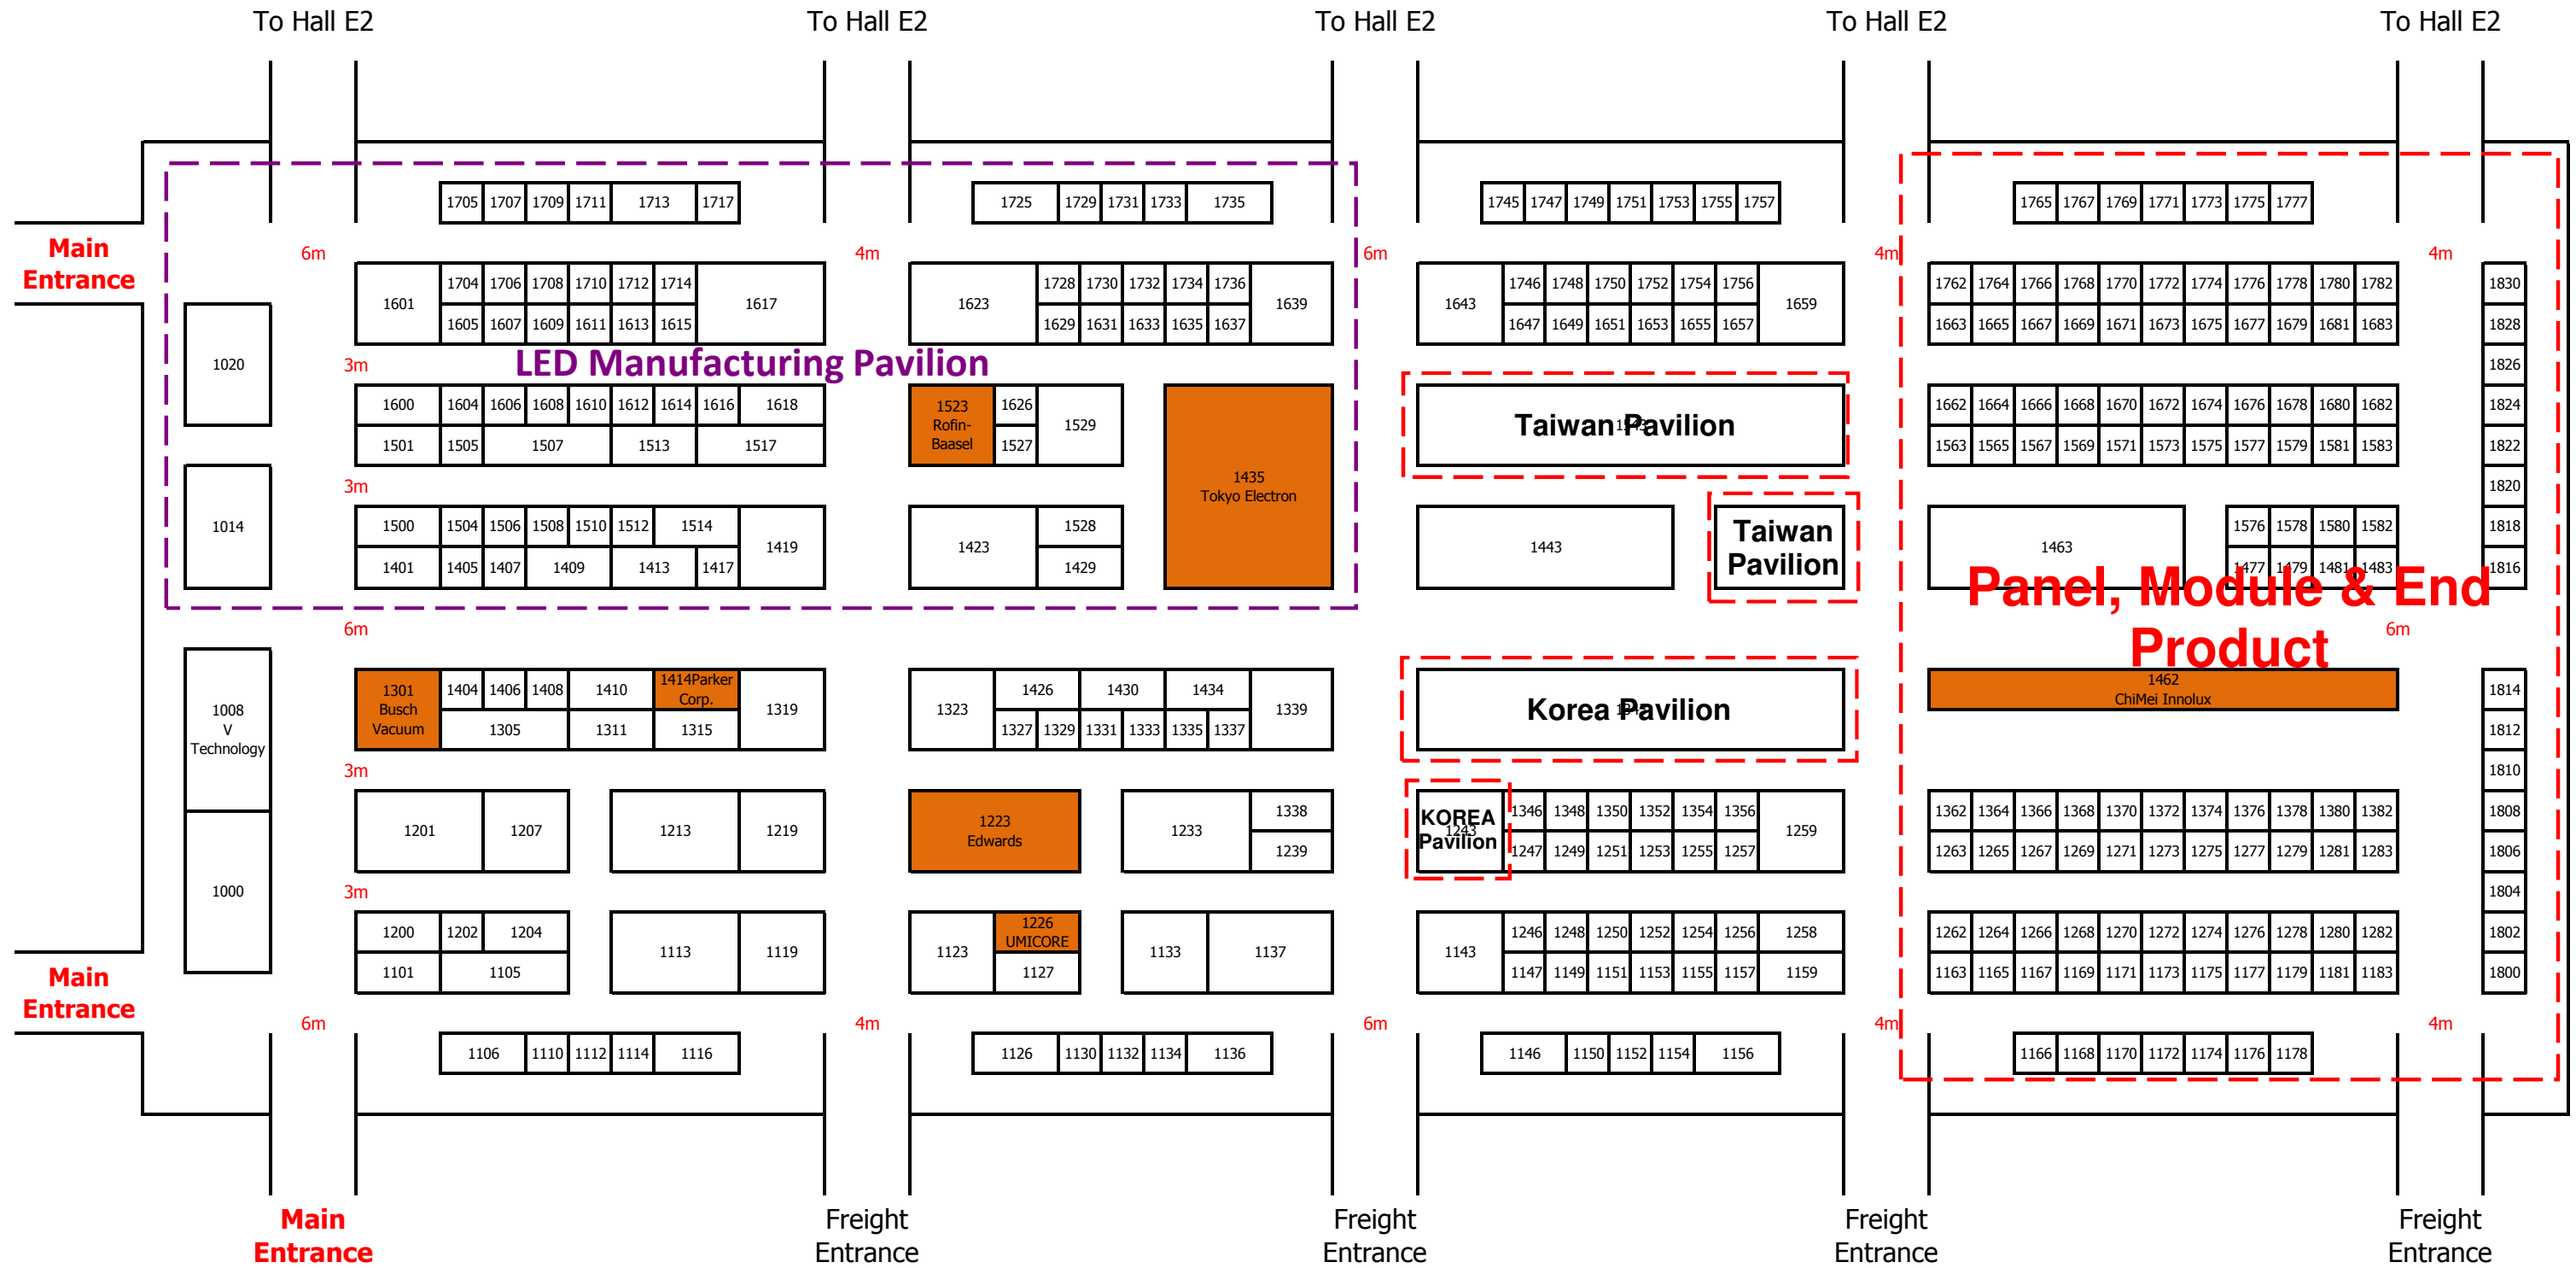 To Hall E2 To Hall E2 To Hall E2 To Hall E2 To Hall E2
1705 1707 1709 1711 1713 1717 1725 1729 1731 1733 1735 1745 1747 1749 1751 1753 1755 1757 1765 1767 1769 1771 1773 1775 1777
Main
Entrance
6m 4m 6m 4m 4m
1601 1704 1706 1708 1710 1712 1714 1617 1623 1728 1730 1732 1734 1736 1639 1643 1746 1748 1750 1752 1754 1756 1659 1762 1764 1766 1768 1770 1772 1774 1776 1778 1780 1782 1830
1605 1607 1609 1611 1613 1615 1629 1631 1633 1635 1637 1647 1649 1651 1653 1655 1657 1663 1665 1667 1669 1671 1673 1675 1677 1679 1681 1683 1828
1020 3m LED Manufacturing Pavilion 1826
1600 1604 1606 1608 1610 1612 1614 1616 1618 1523 1626 1529 1662 1664 1666 1668 1670 1672 1674 1676 1678 1680 1682 1824
Rofin-
Baasel
Taiwan Pavilion
1501 1505 1507 1513 1517 1527 1563 1565 1567 1569 1571 1573 1575 1577 1579 1581 1583 1822
1435
Tokyo Electron
3m 1820
1014 1500 1504 1506 1508 1510 1512 1514 1419 1423 1528 1443 Taiwan
Pavilion
1463 1576 1578 1580 1582 1818
1401 1405 1407 1409 1413 1417 1429 1477 1479 1481 1483 1816
Panel, Module & End
Product
6m 6m
1008
V
Technology
1301
Busch
Vacuum
1404 1406 1408 1410 1414Parker
Corp.
1319 1323 1426 1430 1434 1339 Korea Pavilion 1462
ChiMei Innolux
1814
1305 1311 1315 1327 1329 1331 1333 1335 1337 1812
3m 1810
1201 1207 1213 1219 1223
Edwards
1233 1338 KOREA
Pavilion
1243 1346 1348 1350 1352 1354 1356 1259 1362 1364 1366 1368 1370 1372 1374 1376 1378 1380 1382 1808
1239 1247 1249 1251 1253 1255 1257 1263 1265 1267 1269 1271 1273 1275 1277 1279 1281 1283 1806
1000 3m 1804
1200 1202 1204 1113 1119 1123 1226
UMICORE
1133 1137 1143 1246 1248 1250 1252 1254 1256 1258 1262 1264 1266 1268 1270 1272 1274 1276 1278 1280 1282 1802
1101 1105 1127 1147 1149 1151 1153 1155 1157 1159 1163 1165 1167 1169 1171 1173 1175 1177 1179 1181 1183 1800
Main
Entrance
6m 4m 6m 4m 4m
1106 1110 1112 1114 1116 1126 1130 1132 1134 1136 1146 1150 1152 1154 1156 1166 1168 1170 1172 1174 1176 1178
Main
Entrance
Freight
Entrance
Freight
Entrance
Freight
Entrance
Freight
Entrance